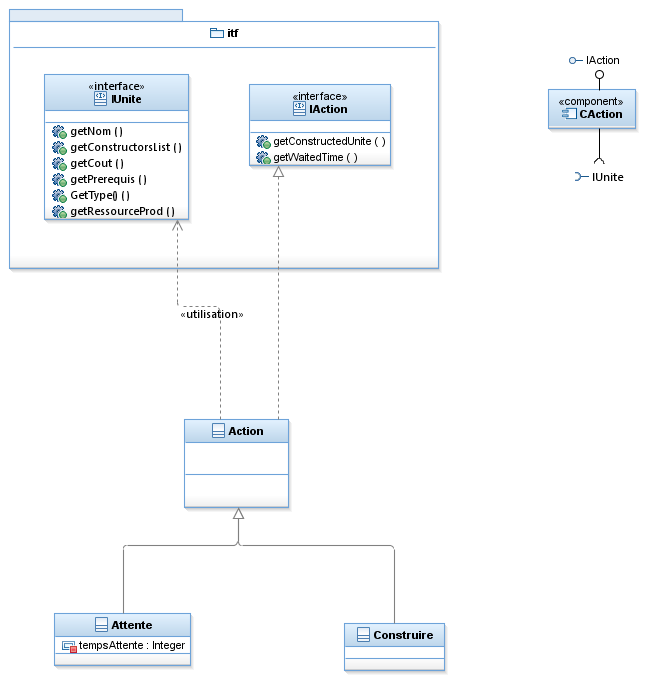 itf
«interface»
IUnite
getNom ( )
getConstructorsList ( )
getCout ( )
getPrerequis ( )
GetType() ( )
getRessourceProd ( )
«interface»
IAction
getConstructedUnite ( )
getWaitedTime ( )
IAction
«component»
CAction
IUnite
«utilisation»
Action
Attente
tempsAttente : Integer
Construire